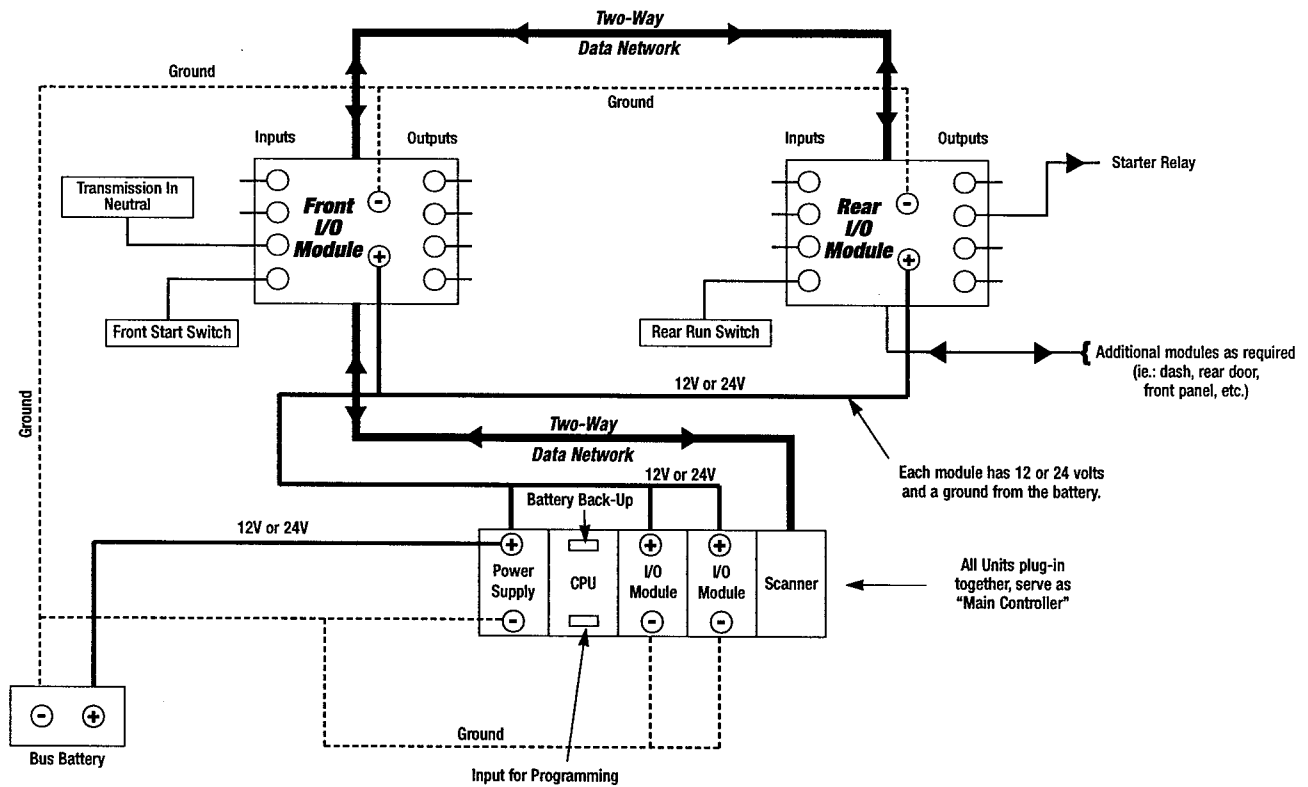 Two-Way
Data Network
Ground
Ground
Inputs
Outputs
Inputs
Outputs
Transmission In
Neutral
Front
I/O
Module
-
+
Front Start Switch
Rear
I/O
Module
-
+
Starter Relay
Rear Run Switch
Additional modules as required
(ie.: dash, rear door,
front panel, etc.)
Ground
12V or 24V
Two-Way
Data Network
Each module has 12 or 24 volts
and a ground from the battery.
12V or 24V
Battery Back-Up
12V or 24V
+
Power
Supply
-
CPU
+
I/O
Module
-
+
I/O
Module
-
Scanner
All Units plug-in
together, serve as
"Main Controller"
- +
Bus Battery
Ground
Input for Programming